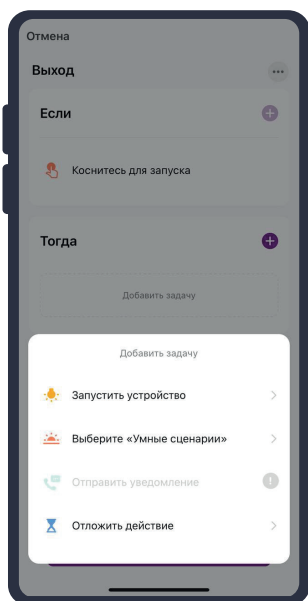 Отмена
Выход
Если
Коснитесь для запуска
Тогда
Добавить задачу
Добавить задачу
Запустить устройство
Выберите «Умные сценарии»
Отправить уведомление
Отложить действие